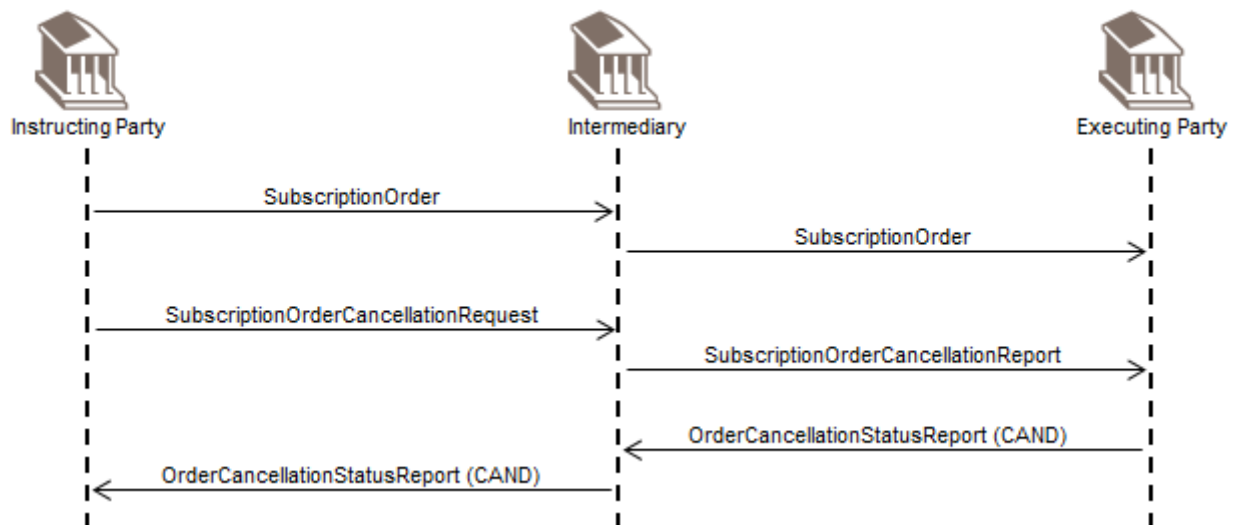 Instructing Party
Intermediary
Executing Party
SubscriptionOrder
SubscriptionOrder
SubscriptionOrderCancellationRequest
SubscriptionOrderCancellationReport
OrderCancellationStatusReport (CAND)
OrderCancellationStatusReport (CAND)